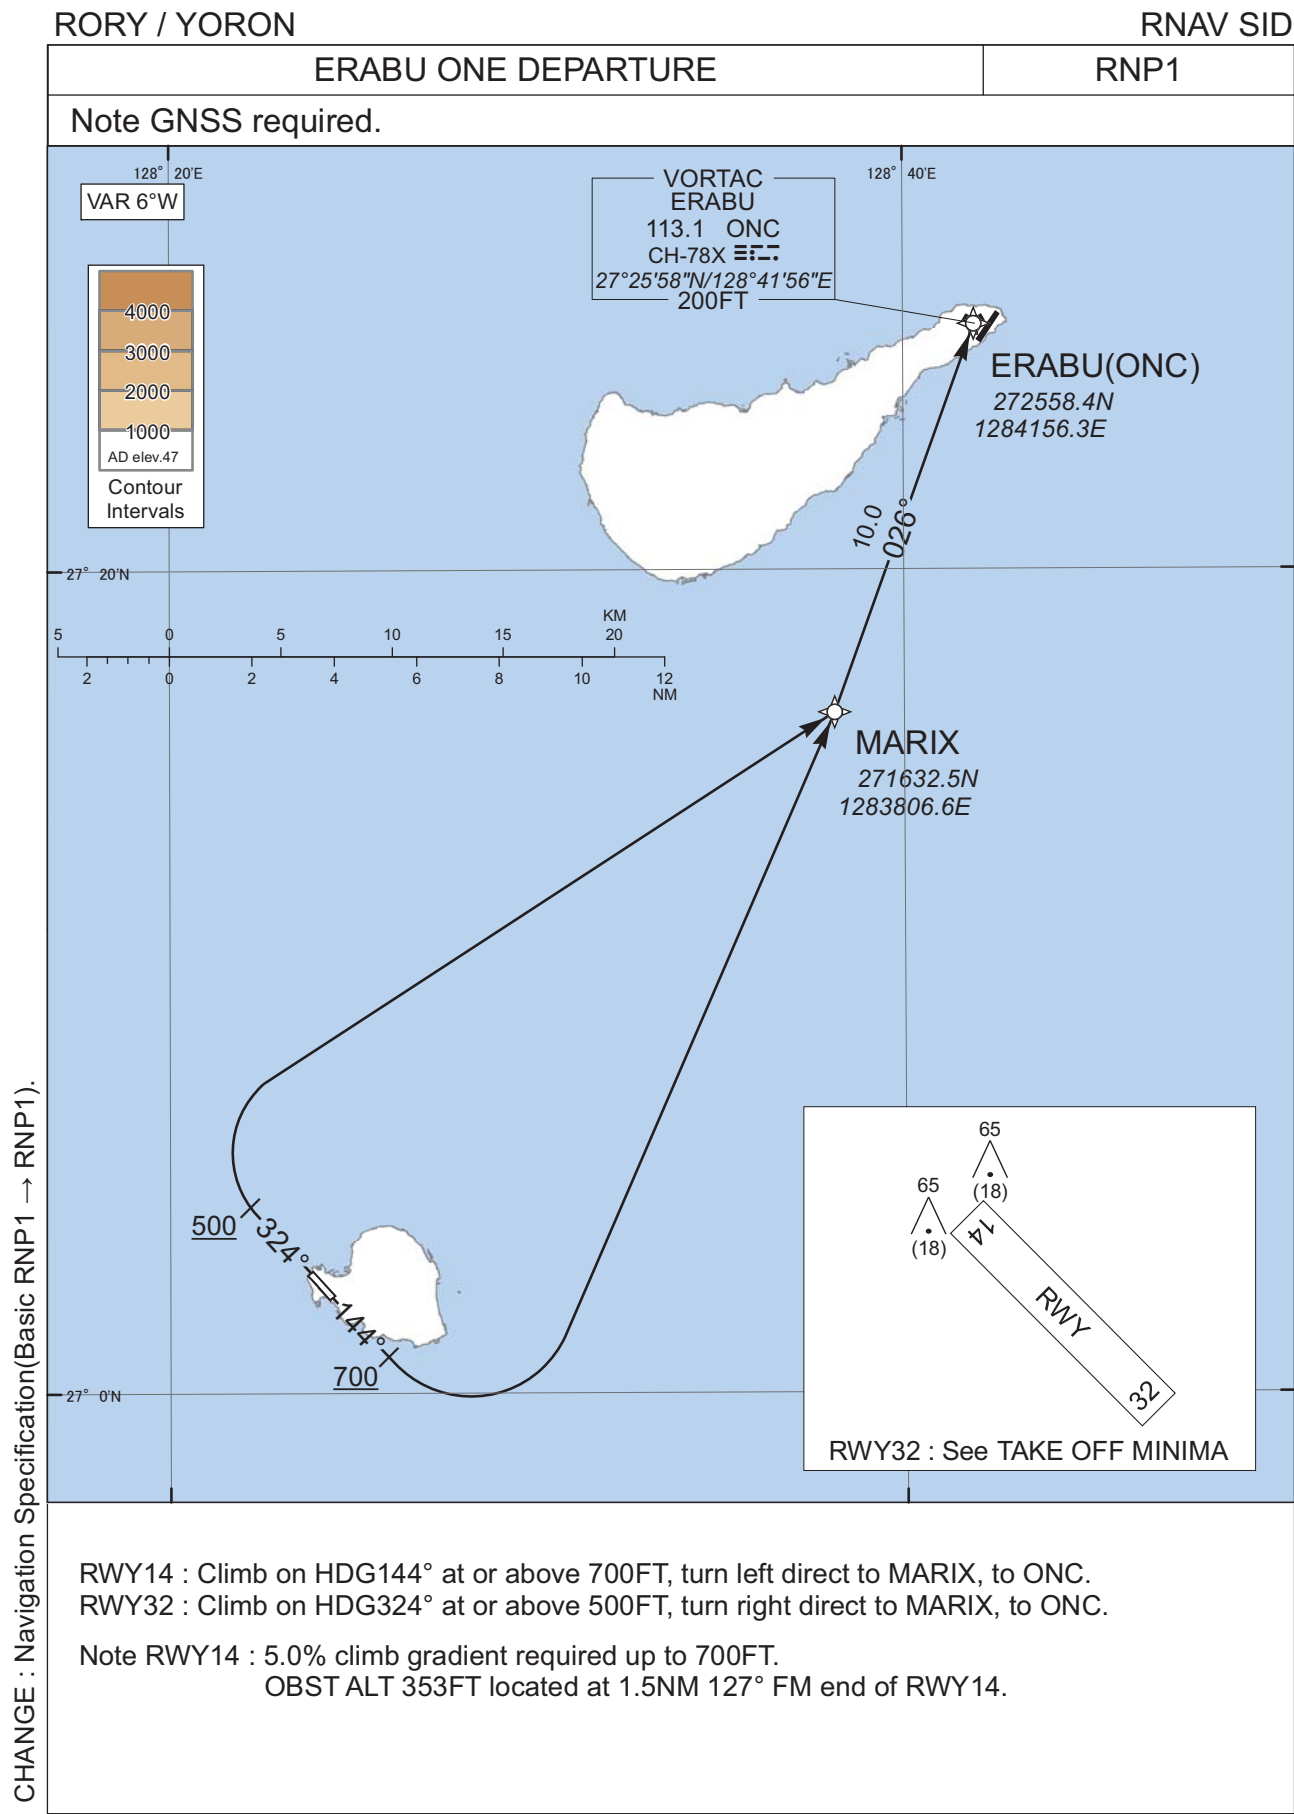 RORY / YORON
RNAV SID
ERABU ONE DEPARTURE
RNP1
Note GNSS required.
128° 20'E
128° 40'E
VAR 6°W
VORTAC
ERABU
113.1 ONC
CH-78X
27°25'58"N/128°41'56"E
200FT
4000
3000
2000
1000
AD elev.47
Contour
Intervals
ERABU(ONC)
272558.4N
1284156.3E
10.0
026°
27° 20'N
KM
5 0 5 10 15 20
2 0 2 4 6 8 10 12
NM
MARIX
271632.5N
1283806.6E
500
324°
144°
700
27° 0'N
65
(18)
65
(18)
14
RWY
32
RWY32 : See TAKE OFF MINIMA
RWY14 : Climb on HDG144° at or above 700FT, turn left direct to MARIX, to ONC.
RWY32 : Climb on HDG324° at or above 500FT, turn right direct to MARIX, to ONC.
Note RWY14 : 5.0% climb gradient required up to 700FT.
OBST ALT 353FT located at 1.5NM 127° FM end of RWY14.
CHANGE : Navigation Specification(Basic RNP1 → RNP1).